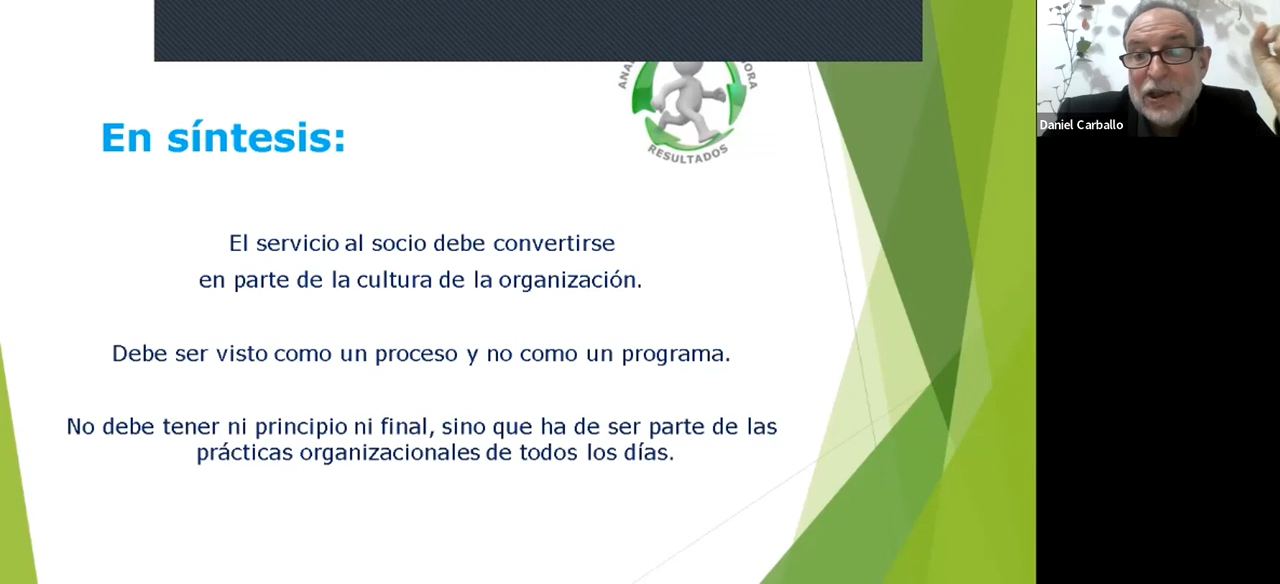 En síntesis:
RESULTADOS
El servicio al socio debe convertirse
en parte de la cultura de la organización.
Debe ser visto como un proceso y no como un programa.
No debe tener ni principio ni final, sino que ha de ser parte de las
prácticas organizacionales de todos los días.
Daniel Carballo